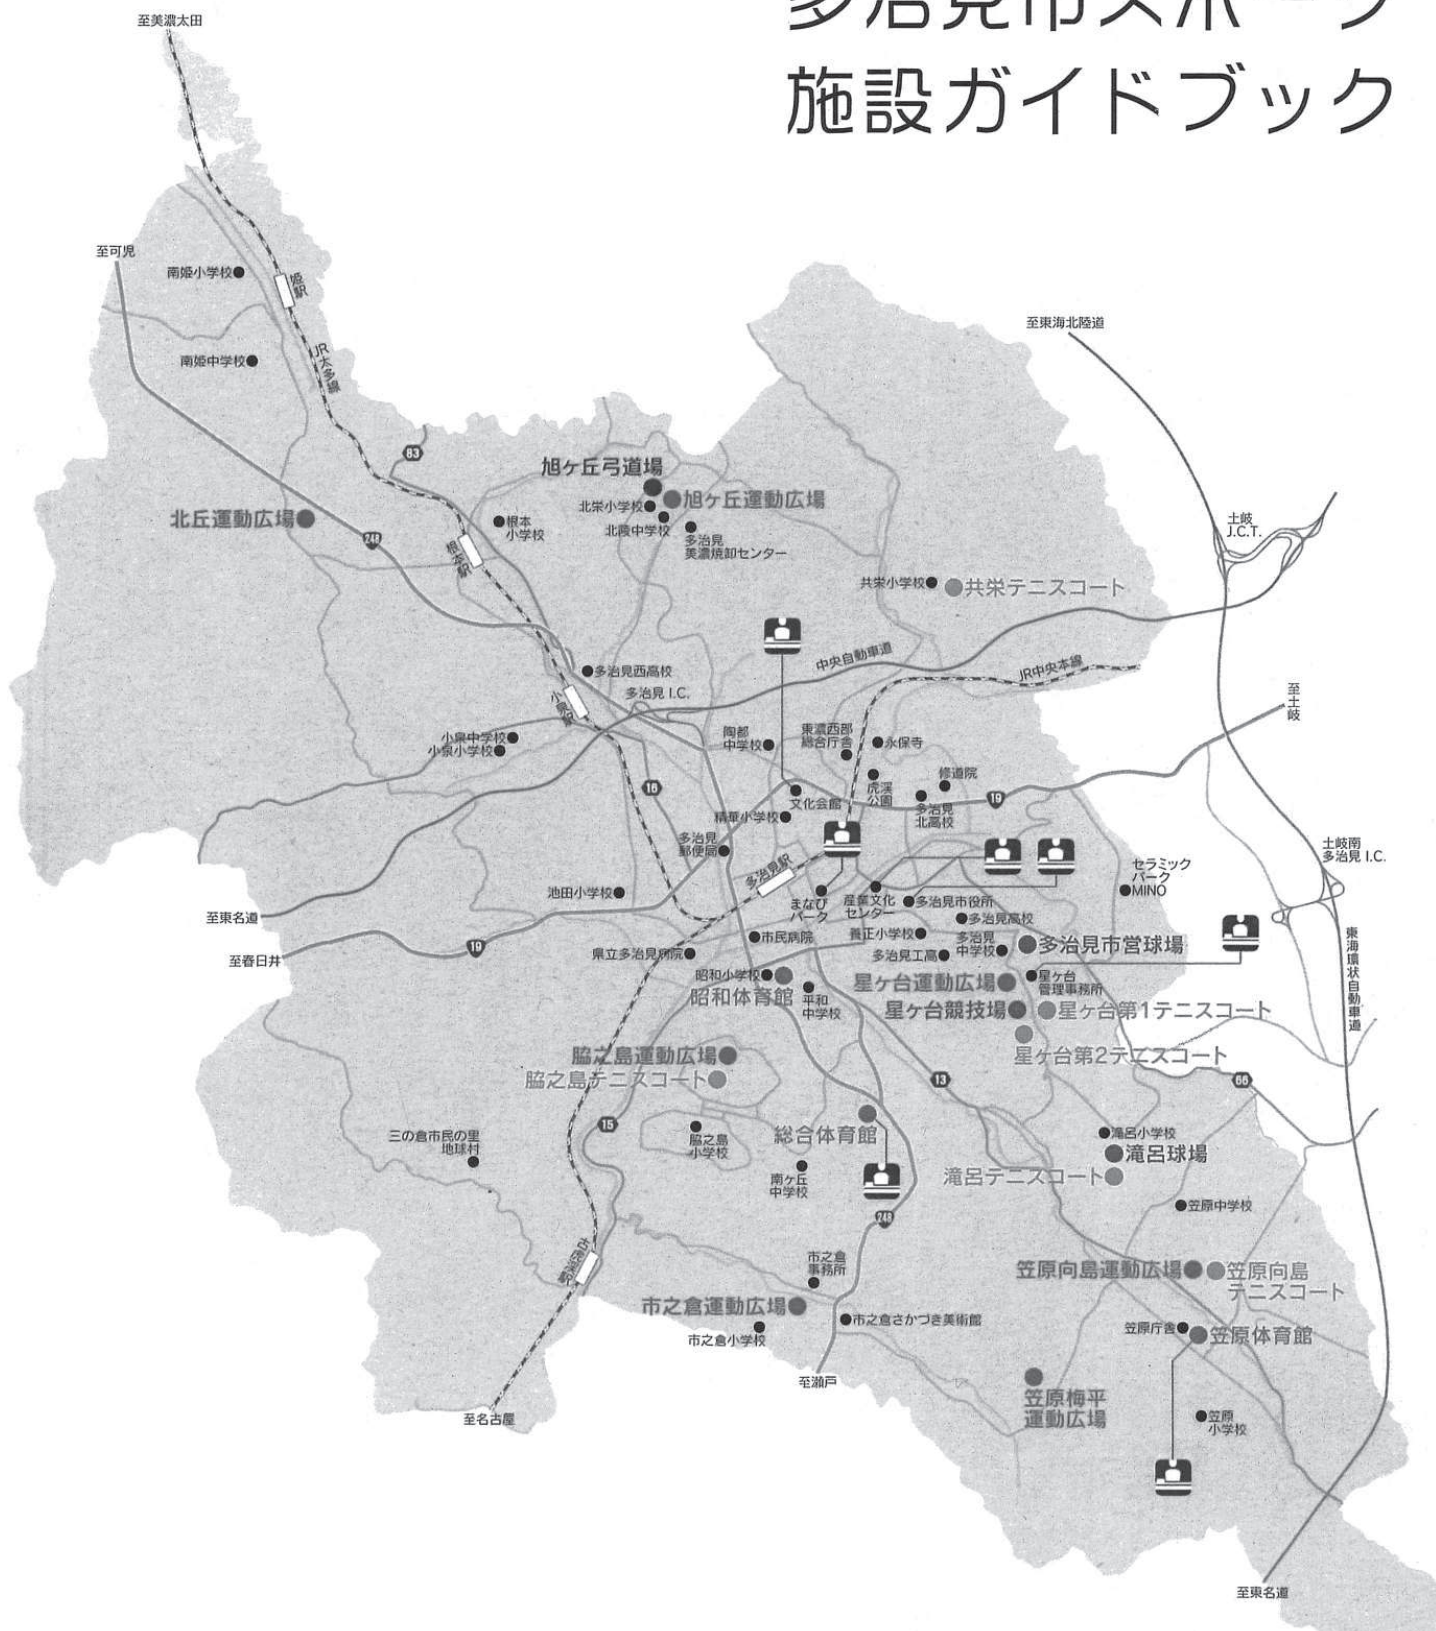 多治見市スポーツ
施設ガイドブック
至美濃太田
至可児
南姫小学校
姫駅
至東海北陸道
JR太多線
南姫中学校
83
旭ヶ丘弓道場
旭ヶ丘運動広場
北栄小学校
北陵中学校
多治見
美濃焼卸センター
北丘運動広場
248
根本
小学校
根本駅
土岐
J.C.T.
共栄小学校
共栄テニスコート
中央自動車道
JR中央本線
多治見西高校
多治見 I.C.
小泉駅
至土岐
小泉中学校
小泉小学校
陶都
中学校
東濃西部
総合庁舎
永保寺
虎渓
公園
修道院
16
文化会館
多治見
北高校
19
精華小学校
多治見
郵便局
多治見駅
土岐南
多治見 I.C.
セラミック
パーク
MINO
池田小学校
まなび
パーク
産業文化
センター
多治見市役所
多治見高校
至東名道
市民病院
養正小学校
多治見
中学校
多治見市営球場
東海環状自動車道
19
至春日井
県立多治見病院
多治見工高
昭和小学校
昭和体育館
平和
中学校
星ヶ台運動広場
星ヶ台
管理事務所
星ヶ台競技場
星ヶ台第1テニスコート
星ヶ台第2テニスコート
脇之島運動広場
脇之島テニスコート
13
66
15
脇之島
小学校
総合体育館
三の倉市民の里
地球村
滝呂小学校
滝呂球場
滝呂テニスコート
南ヶ丘
中学校
笠原中学校
248
古虎渓駅
市之倉
事務所
笠原向島運動広場
笠原向島
テニスコート
市之倉運動広場
市之倉さかづき美術館
市之倉小学校
笠原庁舎
笠原体育館
至瀬戸
笠原梅平
運動広場
笠原
小学校
至名古屋
至東名道